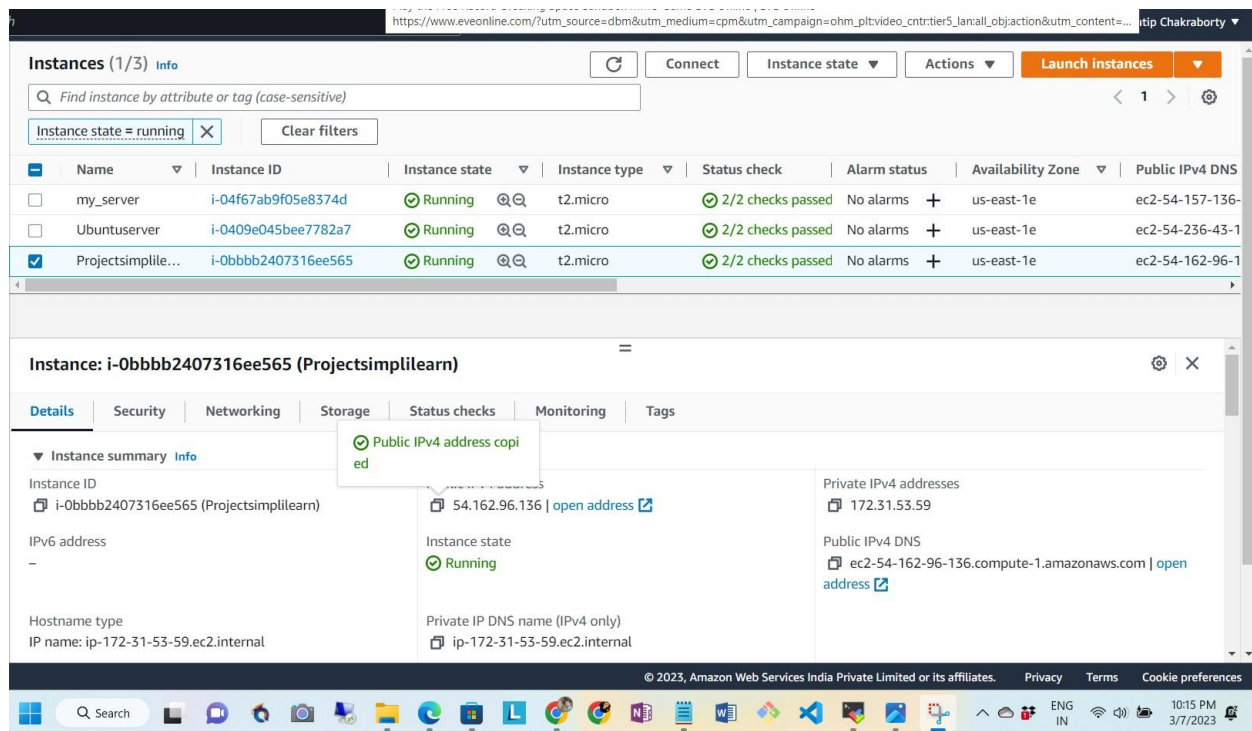 https://www.eveonline.com/?utm_source=dbm&utm_medium=cpm&utm_campaign=ohm_plt:video_cntr:tier5_lan:all_obj:action&utm_content=...
tip Chakraborty
Instances (1/3) Info
Connect
Instance state
Actions
Launch instances
Find instance by attribute or tag (case-sensitive)
1
Instance state = running
Clear filters
Name Instance ID Instance state Instance type Status check Alarm status Availability Zone Public IPv4 DNS
my_server i-04f67ab9f05e8374d Running t2.micro 2/2 checks passed No alarms + us-east-1e ec2-54-157-136-
Ubuntuserver i-0409e045bee7782a7 Running t2.micro 2/2 checks passed No alarms + us-east-1e ec2-54-236-43-1
Projectsimplile... i-0bbbb2407316ee565 Running t2.micro 2/2 checks passed No alarms + us-east-1e ec2-54-162-96-1
Instance: i-0bbbb2407316ee565 (Projectsimplilearn)
Details Security Networking Storage Status checks Monitoring Tags
Public IPv4 address copi
ed
Instance summary Info
Instance ID
i-0bbbb2407316ee565 (Projectsimplilearn)
54.162.96.136 | open address
Private IPv4 addresses
172.31.53.59
IPv6 address
–
Instance state
Running
Public IPv4 DNS
ec2-54-162-96-136.compute-1.amazonaws.com | open
address
Hostname type
IP name: ip-172-31-53-59.ec2.internal
Private IP DNS name (IPv4 only)
ip-172-31-53-59.ec2.internal
© 2023, Amazon Web Services India Private Limited or its affiliates. Privacy Terms Cookie preferences
Search
ENG
IN
10:15 PM
3/7/2023